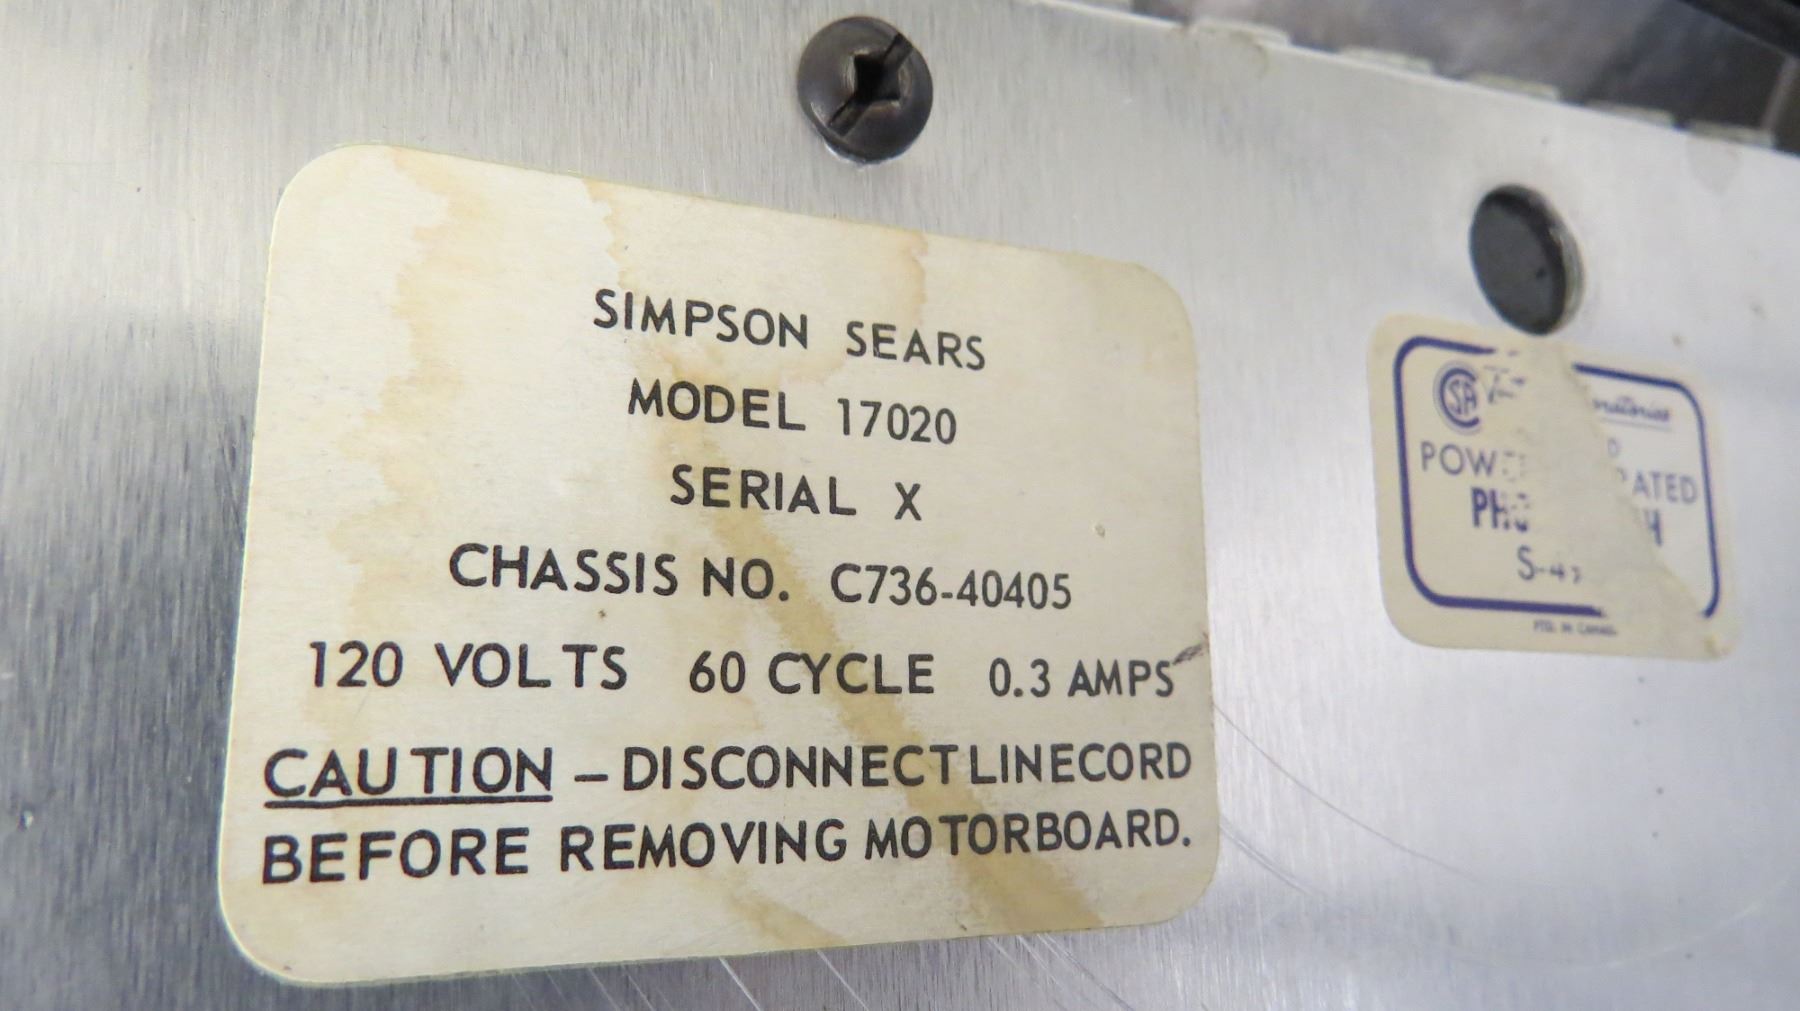 SIMPSON SEARS
MODEL 17020
SERIAL X
CHASSIS NO. C736-40405
120 VOLTS 60 CYCLE 0.3 AMPS
CAUTION – DISCONNECT LINECORD
BEFORE REMOVING MOTORBOARD.
CSA